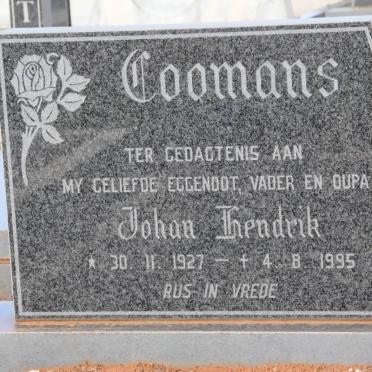 T
Coomans
TER GEDAGTENIS AAN
MY GELIEFDE EGGENOOT, VADER EN OUPA
Johan Hendrik
* 30. 11. 1927 — † 4. 8. 1995
RUS IN VREDE